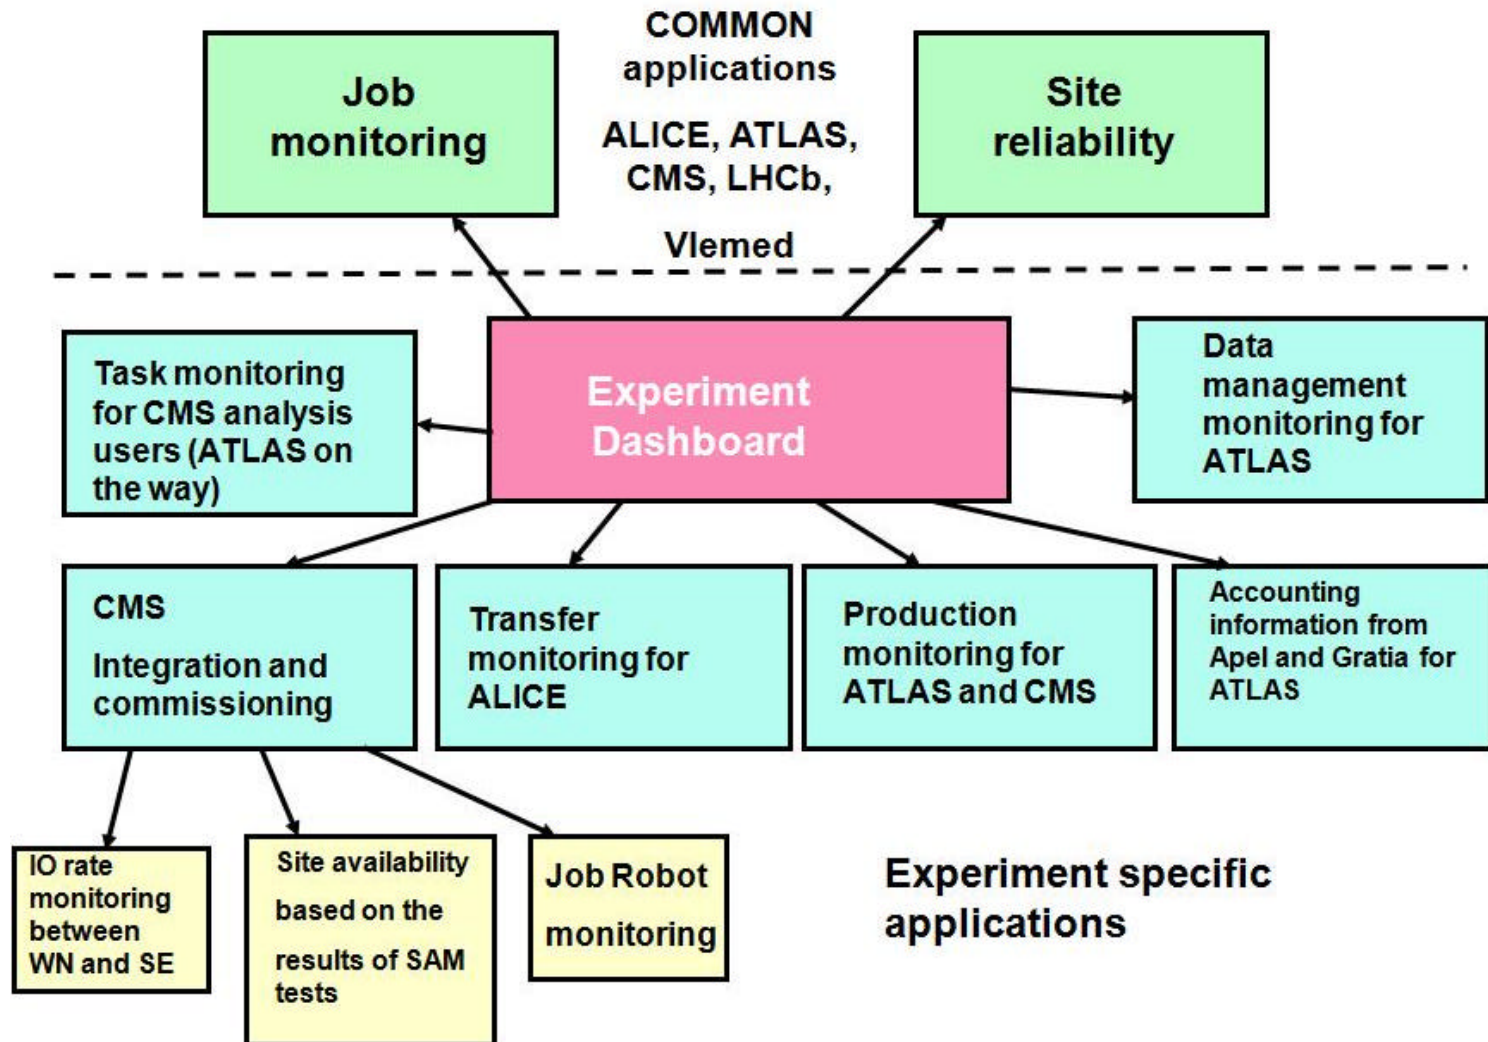 COMMON
applications
ALICE, ATLAS,
CMS, LHCb,
Vlemed
Job
monitoring
Site
reliability
Task monitoring
for CMS analysis
users (ATLAS on
the way)
Experiment
Dashboard
Data
management
monitoring for
ATLAS
CMS
Integration and
commissioning
Transfer
monitoring for
ALICE
Production
monitoring for
ATLAS and CMS
Accounting
information from
Apel and Gratia for
ATLAS
IO rate
monitoring
between
WN and SE
Site availability
based on the
results of SAM
tests
Job Robot
monitoring
Experiment specific
applications